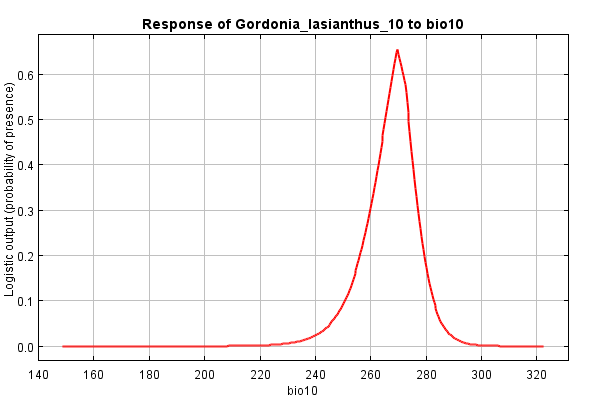 Response of Gordonia_lasianthus_10 to bio10
Logistic output (probability of presence)
0.6
0.5
0.4
0.3
0.2
0.1
0.0
140 160 180 200 220 240 260 280 300 320
bio10